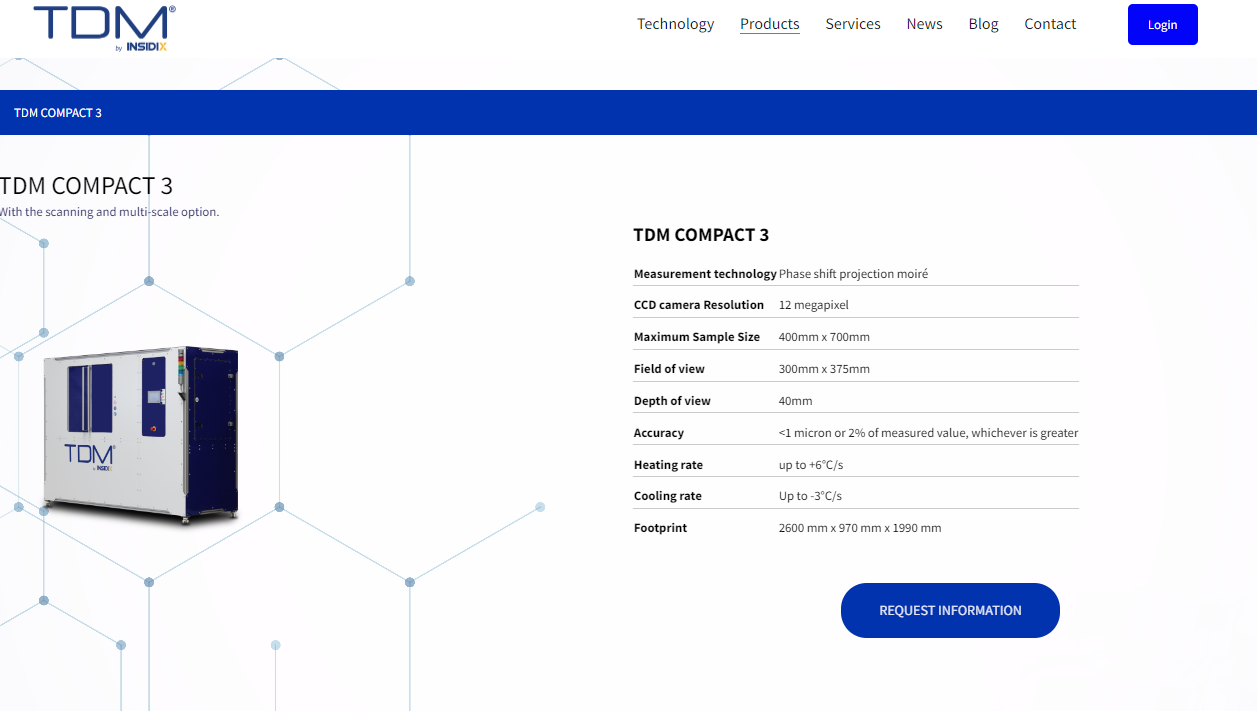 TDM®
by INSIDIX
Technology Products Services News Blog Contact Login
TDM COMPACT 3
TDM COMPACT 3
With the scanning and multi-scale option.
TDM®
by INSIDIX
TDM COMPACT 3
Measurement technology Phase shift projection moiré
CCD camera Resolution 12 megapixel
Maximum Sample Size 400mm x 700mm
Field of view 300mm x 375mm
Depth of view 40mm
Accuracy <1 micron or 2% of measured value, whichever is greater
Heating rate up to +6°C/s
Cooling rate Up to -3°C/s
Footprint 2600 mm x 970 mm x 1990 mm
REQUEST INFORMATION